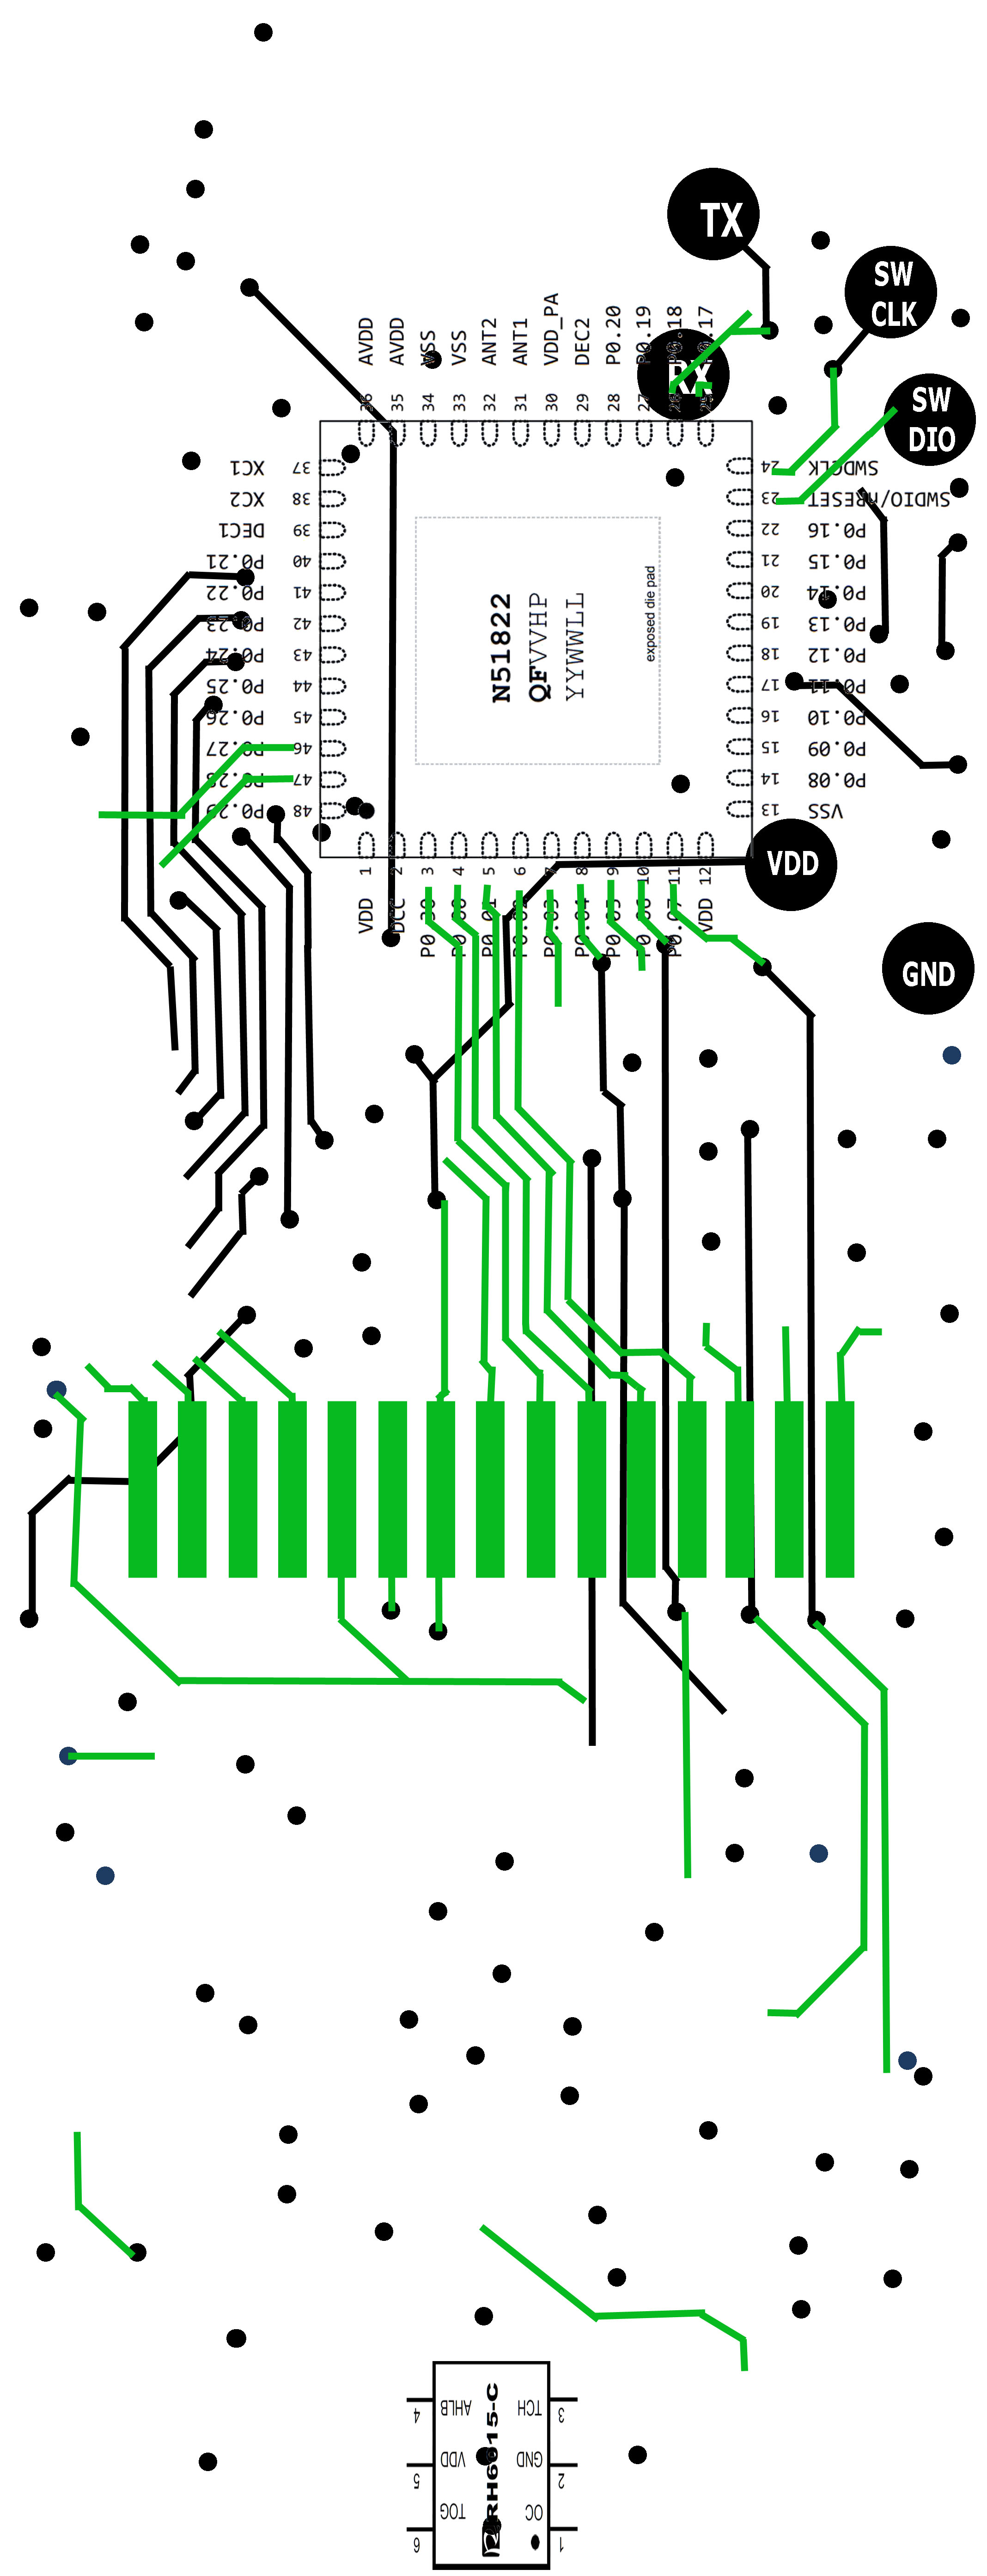 TX
SW
CLK
RX
SW
DIO
AVDD
AVDD
VSS
VSS
ANT2
ANT1
VDD_PA
DEC2
P0.20
P0.19
P0.18
P0.17
36
35
34
33
32
31
30
29
28
27
XC1 37
XC2 38
DEC1 39
P0.21 40
P0.22 41
P0.23 42
P0.24 43
P0.25 44
P0.26 45
P0.27 46
P0.28 47
P0.29 48
24 SWDCLK
23 SWDIO/nRESET
22 P0.16
21 P0.15
20 P0.14
19 P0.13
18 P0.12
17 P0.11
16 P0.10
15 P0.09
14 P0.08
13 VSS
N51822
QFVVHP
YYWWLL
exposed die pad
1
2
3
4
5
6
7
8
9
10
11
12
VDD
DCC
P0.30
P0.00
P0.01
P0.02
P0.03
P0.04
P0.05
P0.06
P0.07
VDD
VDD
GND
4 AHLB
5 VDD
6 TOG
RH6015-C
TCH 3
GND 2
OC 1